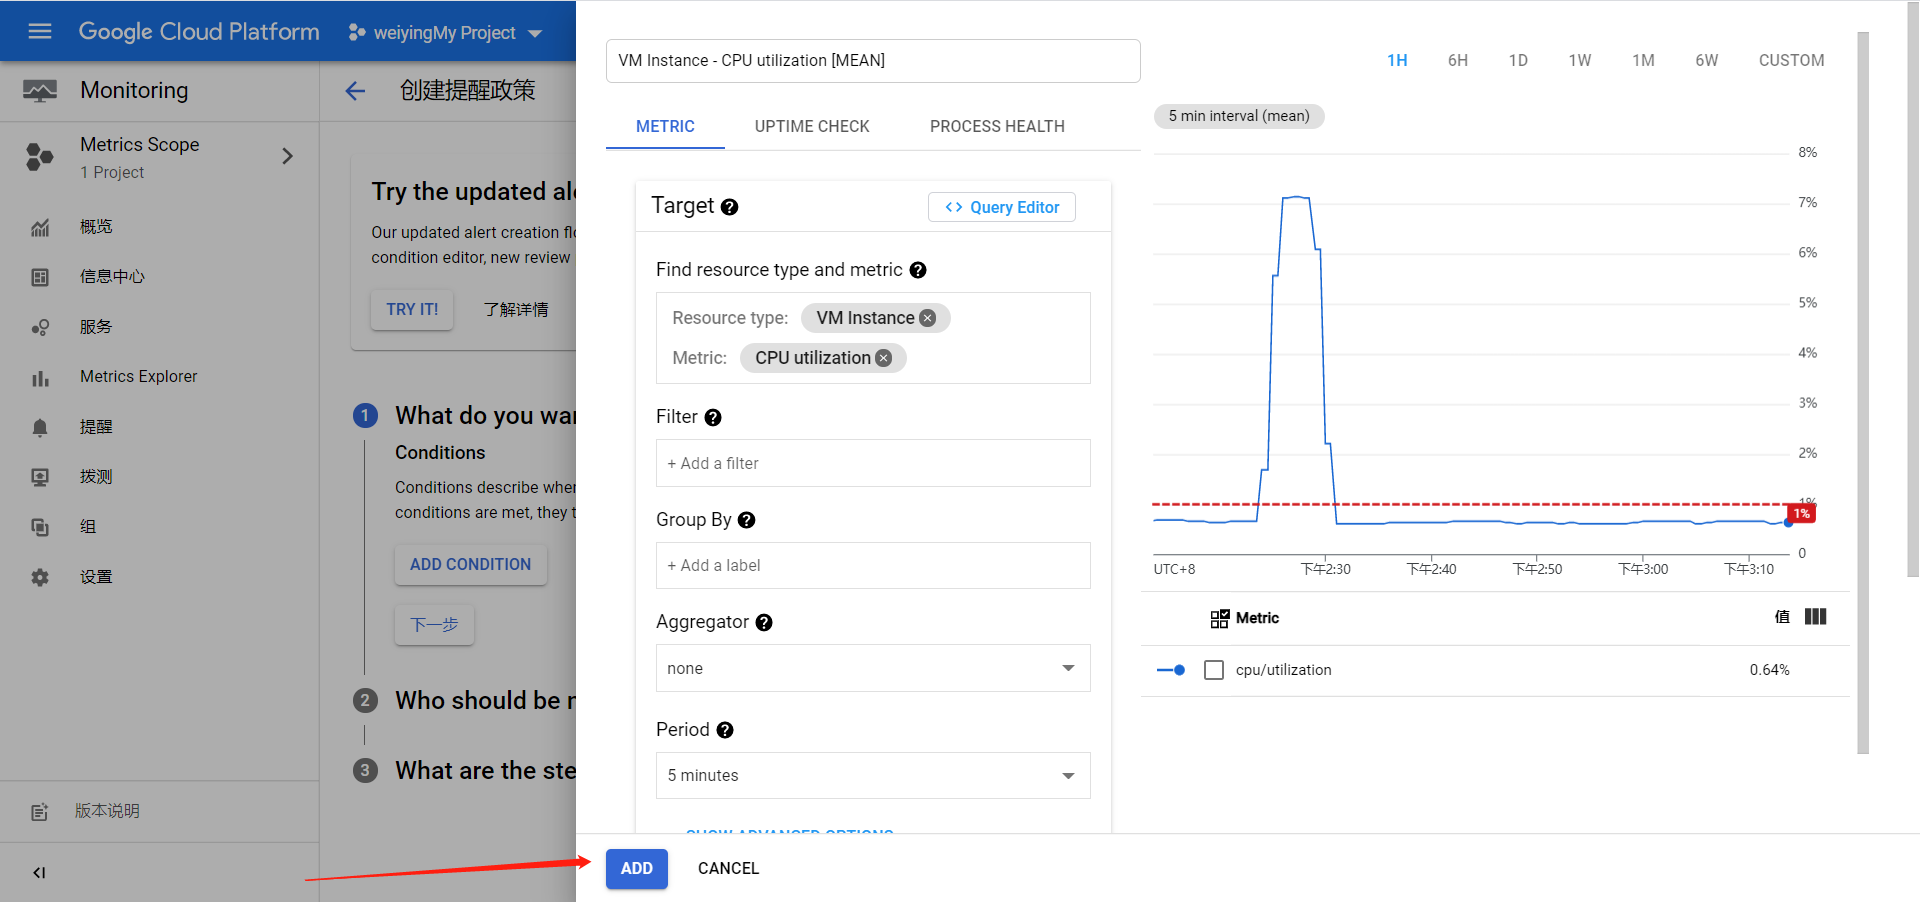 Google Cloud Platform
weiyingMy Project
Monitoring
Metrics Scope
1 Project
概览
信息中心
服务
Metrics Explorer
提醒
拨测
组
设置
版本说明
创建提醒政策
Try the updated al
Our updated alert creation fl
condition editor, new review
TRY IT!
了解详情
1
What do you wa
Conditions
Conditions describe when
conditions are met, they t
ADD CONDITION
下一步
2
Who should be n
3
What are the ste
VM Instance - CPU utilization [MEAN]
METRIC
UPTIME CHECK
PROCESS HEALTH
Target
Query Editor
Find resource type and metric
Resource type: VM Instance
Metric: CPU utilization
Filter
+ Add a filter
Group By
+ Add a label
Aggregator
none
Period
5 minutes
SHOW ADVANCED OPTIONS
ADD
CANCEL
1H 6H 1D 1W 1M 6W CUSTOM
5 min interval (mean)
8%
7%
6%
5%
4%
3%
2%
1%
1%
0
UTC+8 下午2:30 下午2:40 下午2:50 下午3:00 下午3:10
Metric 值
cpu/utilization 0.64%